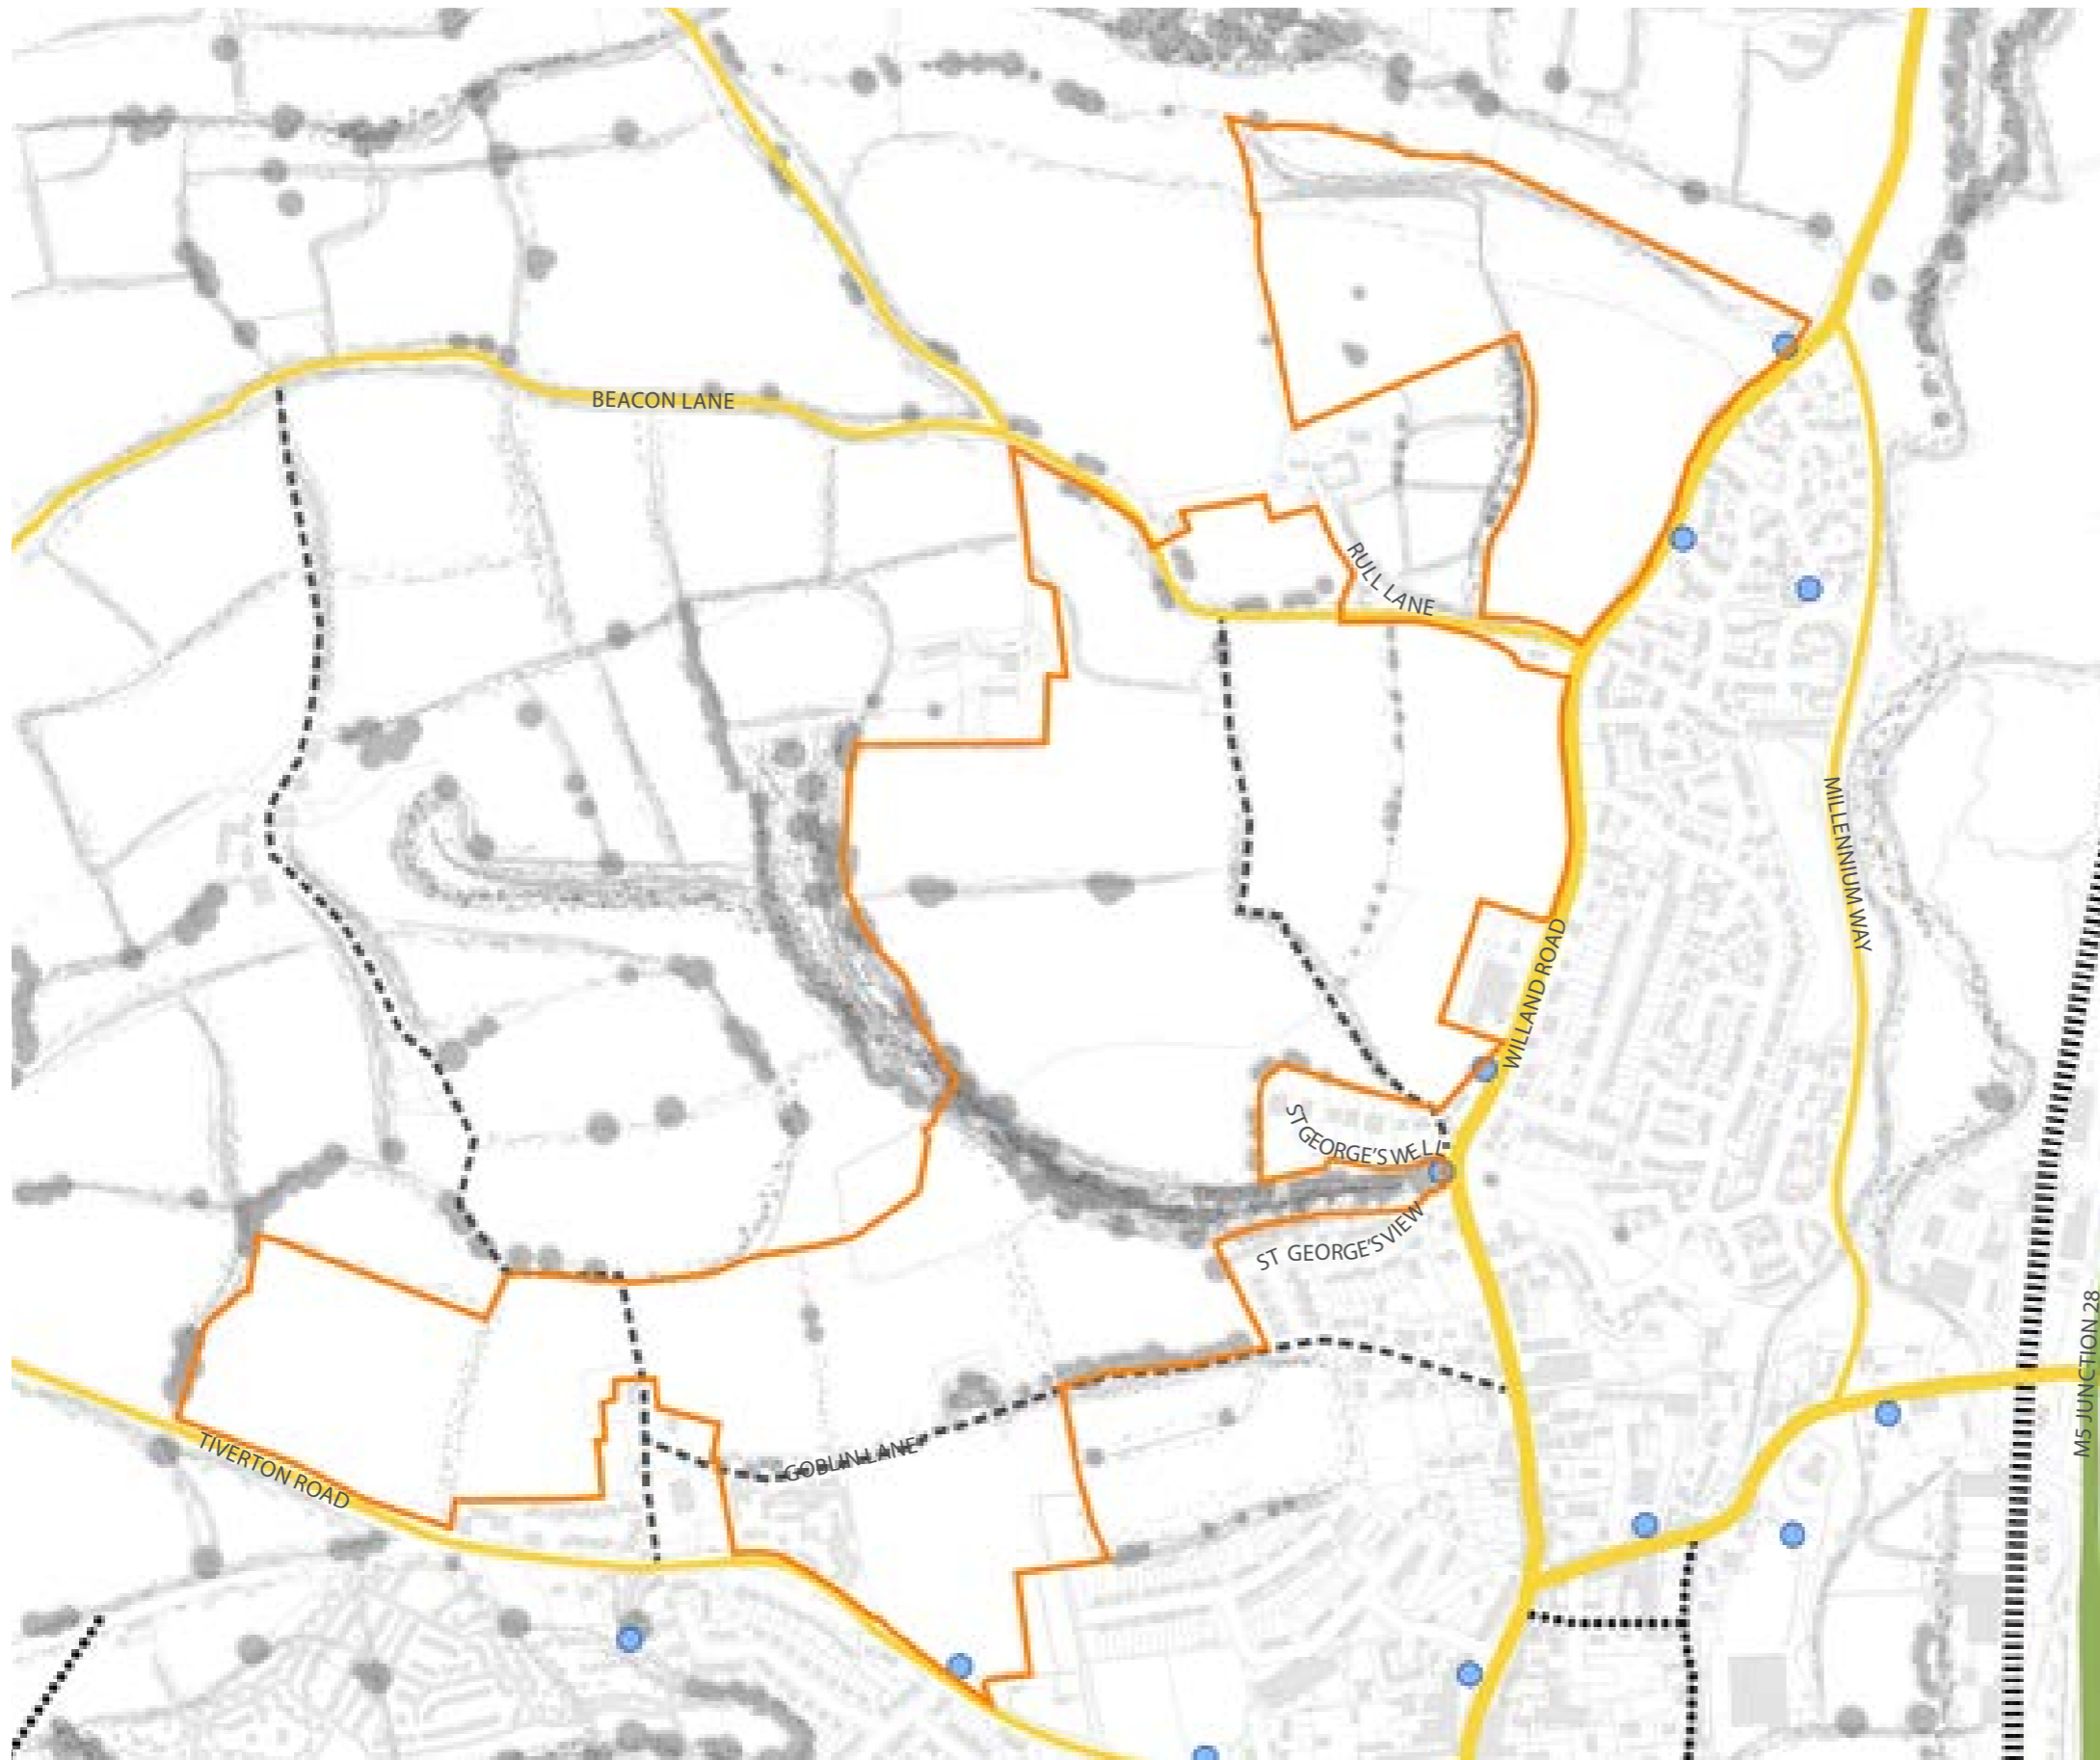 BEACON LANE
RULL LANE
MILLENNIUM WAY
WILLAND ROAD
ST GEORGE'S WELL
ST GEORGE'S VIEW
M5 JUNCTION 28
GOBLIN LANE
TIVERTON ROAD